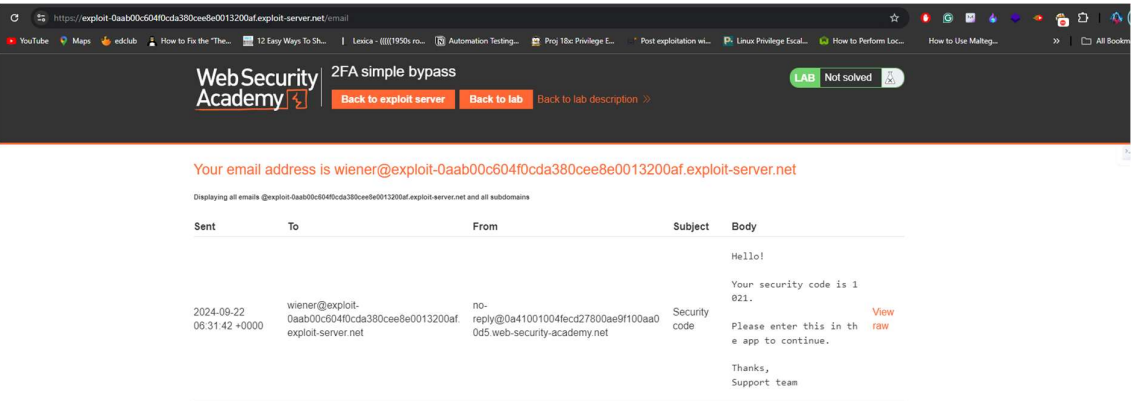 https://exploit-0aab00c604f0cda380cee8e0013200af.exploit-server.net/email
YouTube Maps edclub How to Fix the "The... 12 Easy Ways To Sh... Lexica - (((((1950s ro... Automation Testing... Proj 18x: Privilege E... Post exploitation wi... Linux Privilege Escal... How to Perform Loc... How to Use Malteg... » All Bookm
Web Security Academy
2FA simple bypass
LAB Not solved
Back to exploit server Back to lab Back to lab description »
Your email address is wiener@exploit-0aab00c604f0cda380cee8e0013200af.exploit-server.net
Displaying all emails @exploit-0aab00c604f0cda380cee8e0013200af.exploit-server.net and all subdomains
Sent To From Subject Body
2024-09-22
06:31:42 +0000
wiener@exploit-
0aab00c604f0cda380cee8e0013200af.
exploit-server.net
no-
reply@0a41001004fecd27800ae9f100aa0
0d5.web-security-academy.net
Security
code
Hello!
Your security code is 1
021.
Please enter this in th
e app to continue.
Thanks,
Support team
View
raw